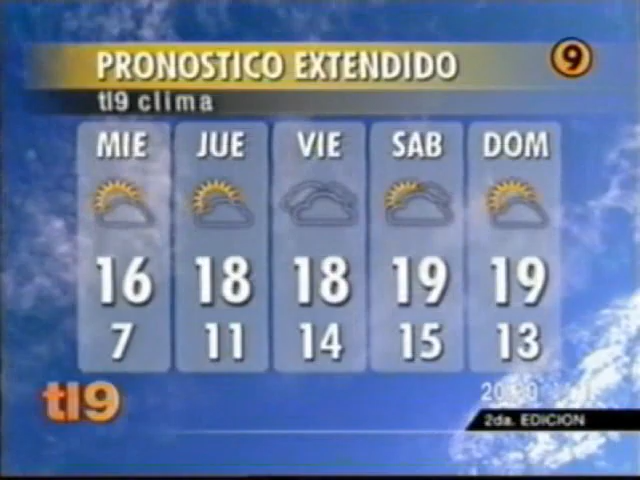 PRONOSTICO EXTENDIDO
9
tl9 clima
MIE JUE VIE SAB DOM
16 18 18 19 19
7 11 14 15 13
tl9
2da. EDICION